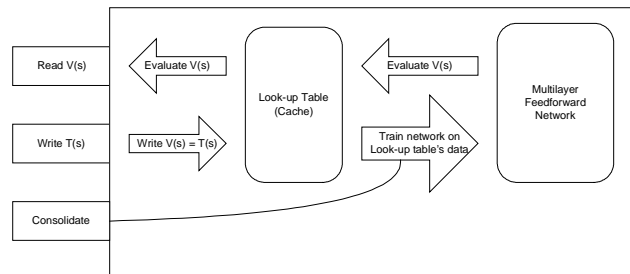 Read V(s)
Evaluate V(s)
Look-up Table
(Cache)
Evaluate V(s)
Multilayer
Feedforward
Network
Write T(s)
Write V(s) = T(s)
Train network on
Look-up table's data
Consolidate